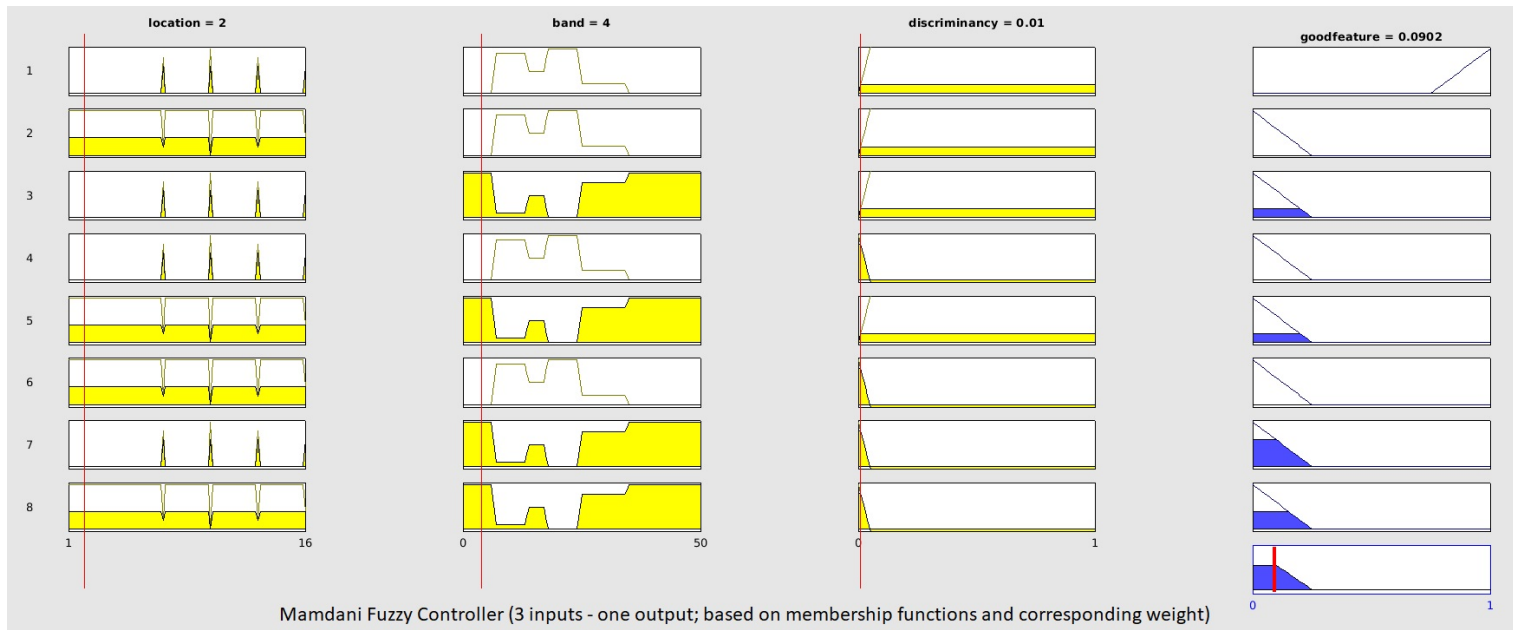 location = 2
band = 4
discriminancy = 0.01
goodfeature = 0.0902
1
2
3
4
5
6
7
8
1 16
0 50
0 1
0 1
Mamdani Fuzzy Controller (3 inputs - one output; based on membership functions and corresponding weight)